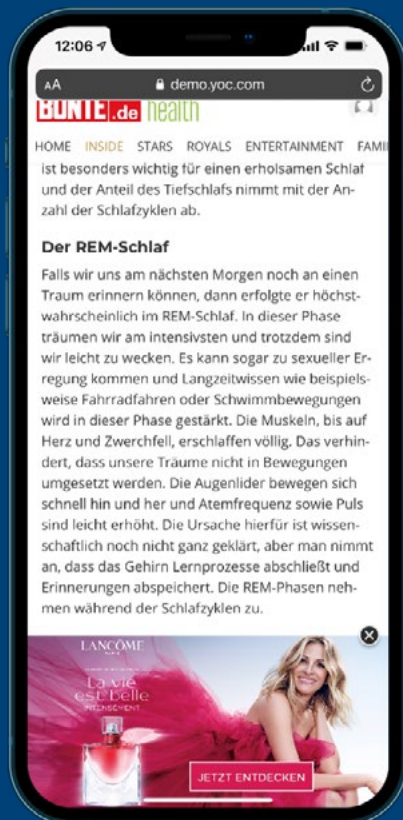 12:06
AA demo.yoc.com
BUNTE.de health
HOME INSIDE STARS ROYALS ENTERTAINMENT FAMI
ist besonders wichtig für einen erholsamen Schlaf
und der Anteil des Tiefschlafs nimmt mit der An-
zahl der Schlafzyklen ab.
Der REM-Schlaf
Falls wir uns am nächsten Morgen noch an einen
Traum erinnern können, dann erfolgte er höchst-
wahrscheinlich im REM-Schlaf. In dieser Phase
träumen wir am intensivsten und trotzdem sind
wir leicht zu wecken. Es kann sogar zu sexueller Er-
regung kommen und Langzeitwissen wie beispiels-
weise Fahrradfahren oder Schwimmbewegungen
wird in dieser Phase gestärkt. Die Muskeln, bis auf
Herz und Zwerchfell, erschlaffen völlig. Das verhin-
dert, dass unsere Träume nicht in Bewegungen
umgesetzt werden. Die Augenlider bewegen sich
schnell hin und her und Atemfrequenz sowie Puls
sind leicht erhöht. Die Ursache hierfür ist wissen-
schaftlich noch nicht ganz geklärt, aber man nimmt
an, dass das Gehirn Lernprozesse abschließt und
Erinnerungen abspeichert. Die REM-Phasen neh-
men während der Schlafzyklen zu.
LANCÔME
PARIS
La vie
est belle
INTENSÉMENT
JETZT ENTDECKEN